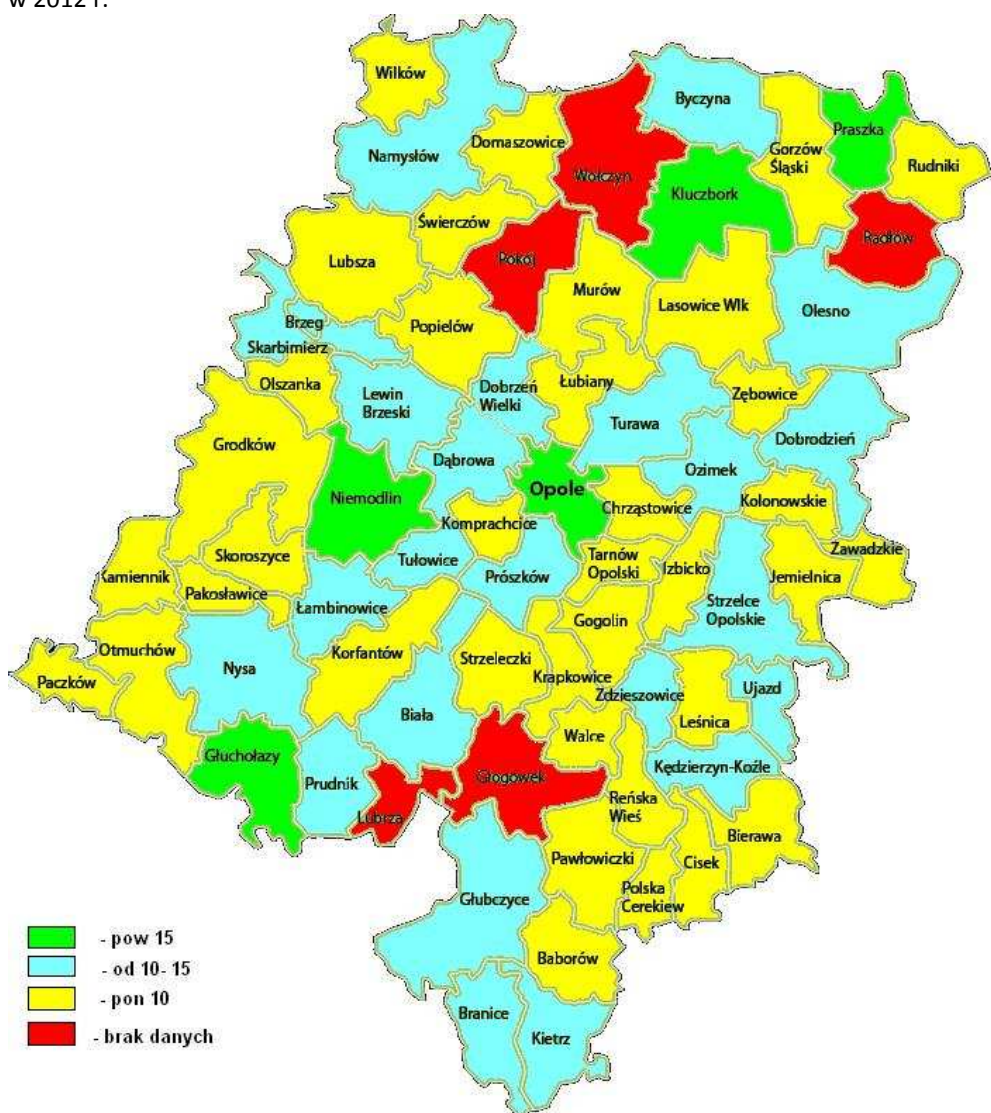 w 2012 r.
Wilków
Byczyna
Praszka
Domaszowice
Gorzów
Śląski
Namysłów
Rudniki
Wołczyn
Kluczbork
Świerczów
Radłów
Lubsza
Pokój
Murów
Lasowice Wlk
Olesno
Brzeg
Popielów
Skarbimierz
Olszanka
Dobrzeń
Wielki
Łubiany
Zębowice
Lewin
Brzeski
Turawa
Dobrodzień
Grodków
Dąbrowa
Ozimek
Niemodlin
Opole
Kolonowskie
Chrząstowice
Komprachcice
Zawadzkie
Skoroszyce
Tułowice
Tarnów
Opolski
Izbicko
Jemielnica
Kamiennik
Prószków
Pakosławice
Łambinowice
Strzelce
Opolskie
Gogolin
Otmuchów
Korfantów
Strzeleczki
Nysa
Krapkowice
Paczków
Zdzieszowice
Ujazd
Biała
Leśnica
Walce
Głuchołazy
Głogówek
Kędzierzyn-Koźle
Prudnik
Reńska
Wieś
Lubrza
Bierawa
Pawłowiczki
Cisek
Polska
Cerekiew
Głubczyce
Baborów
Branice
Kietrz
- pow 15
- od 10- 15
- pon 10
- brak danych